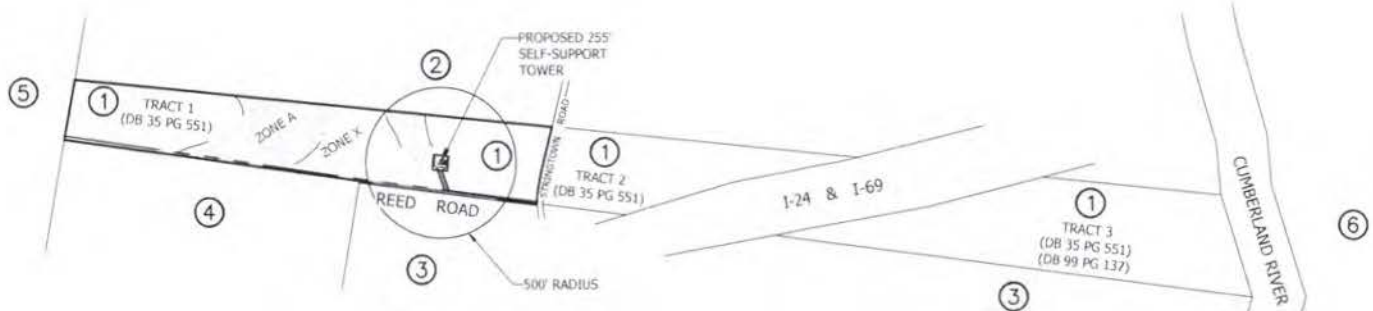 PROPOSED 255'
SELF-SUPPORT
TOWER
2
5
1
TRACT 1
(DB 35 PG 551)
ZONE A
ZONE X
1
STRINGTOWN ROAD
1
TRACT 2
(DB 35 PG 551)
REED ROAD
4
3
500' RADIUS
I-24 & I-69
1
TRACT 3
(DB 35 PG 551)
(DB 99 PG 137)
3
CUMBERLAND RIVER
6